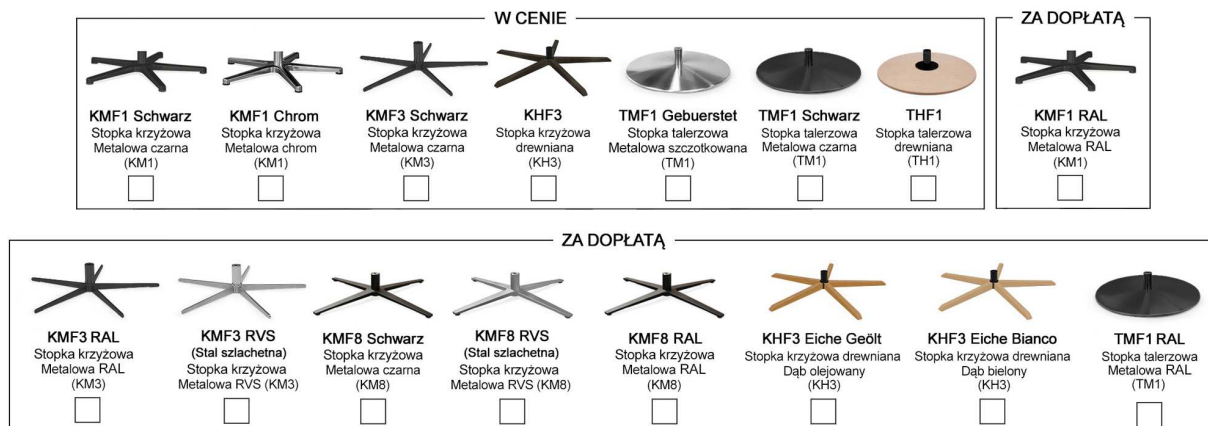 W CENIE
KMF1 Schwarz
Stopka krzyżowa
Metalowa czarna
(KM1)
KMF1 Chrom
Stopka krzyżowa
Metalowa chrom
(KM1)
KMF3 Schwarz
Stopka krzyżowa
Metalowa czarna
(KM3)
KHF3
Stopka krzyżowa
drewniana
(KH3)
TMF1 Gebuerstet
Stopka talerzowa
Metalowa szczotkowana
(TM1)
TMF1 Schwarz
Stopka talerzowa
Metalowa czarna
(TM1)
THF1
Stopka talerzowa
drewniana
(TH1)
ZA DOPŁATĄ
KMF1 RAL
Stopka krzyżowa
Metalowa RAL
(KM1)
ZA DOPŁATĄ
KMF3 RAL
Stopka krzyżowa
Metalowa RAL
(KM3)
KMF3 RVS
(Stal szlachetna)
Stopka krzyżowa
Metalowa RVS (KM3)
KMF8 Schwarz
Stopka krzyżowa
Metalowa czarna
(KM8)
KMF8 RVS
(Stal szlachetna)
Stopka krzyżowa
Metalowa RVS (KM8)
KMF8 RAL
Stopka krzyżowa
Metalowa RAL
(KM8)
KHF3 Eiche Geölt
Stopka krzyżowa drewniana
Dąb olejowany
(KH3)
KHF3 Eiche Bianco
Stopka krzyżowa drewniana
Dąb bielony
(KH3)
TMF1 RAL
Stopka talerzowa
Metalowa RAL
(TM1)